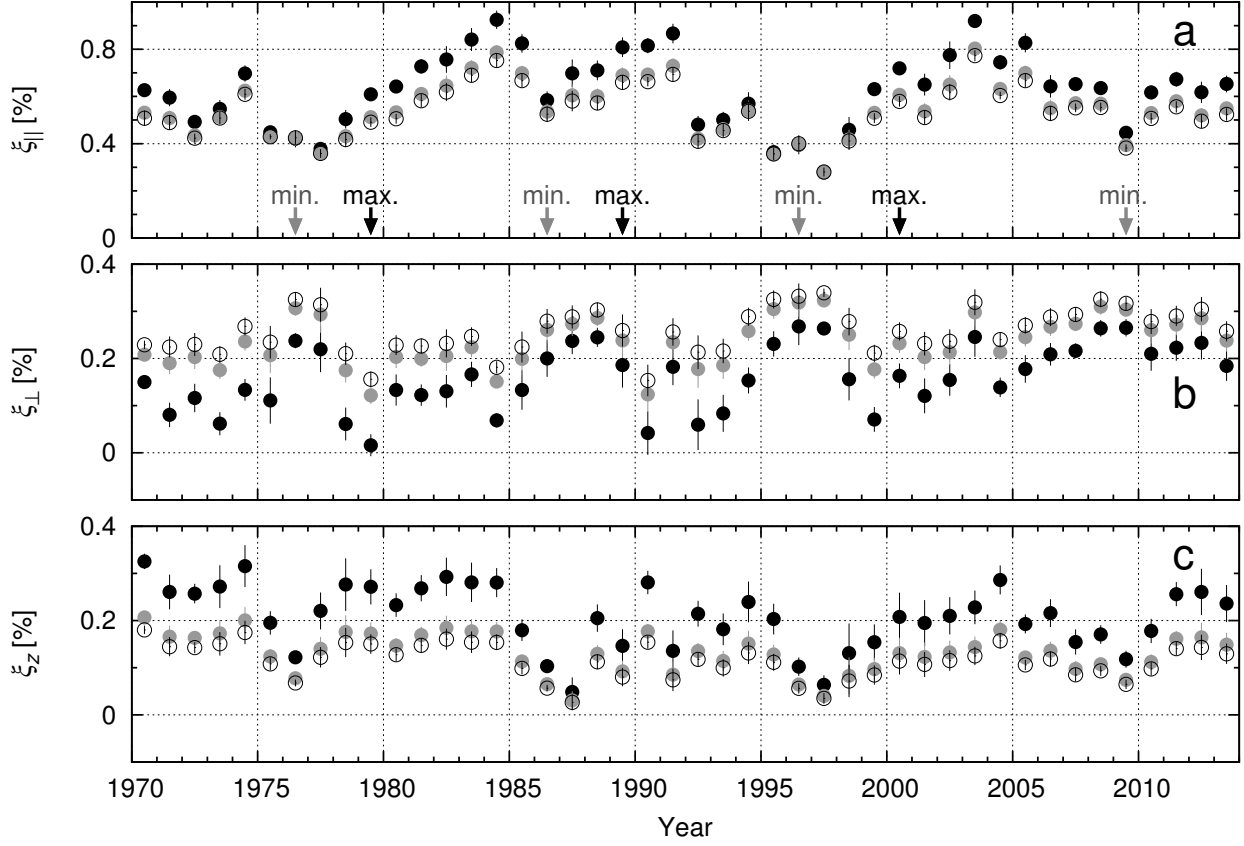 a
ξ|| [%]
0.8
0.4
0
min. max. min. max. min. max. min.
b
ξ⊥ [%]
0.4
0.2
0
c
ξz [%]
0.4
0.2
0
1970 1975 1980 1985 1990 1995 2000 2005 2010
Year